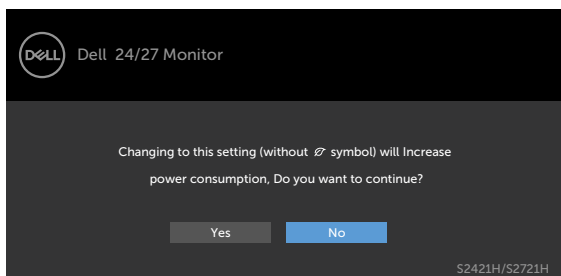 DELL
Dell 24/27 Monitor
Changing to this setting (without symbol) will Increase
power consumption, Do you want to continue?
Yes
No
S2421H/S2721H